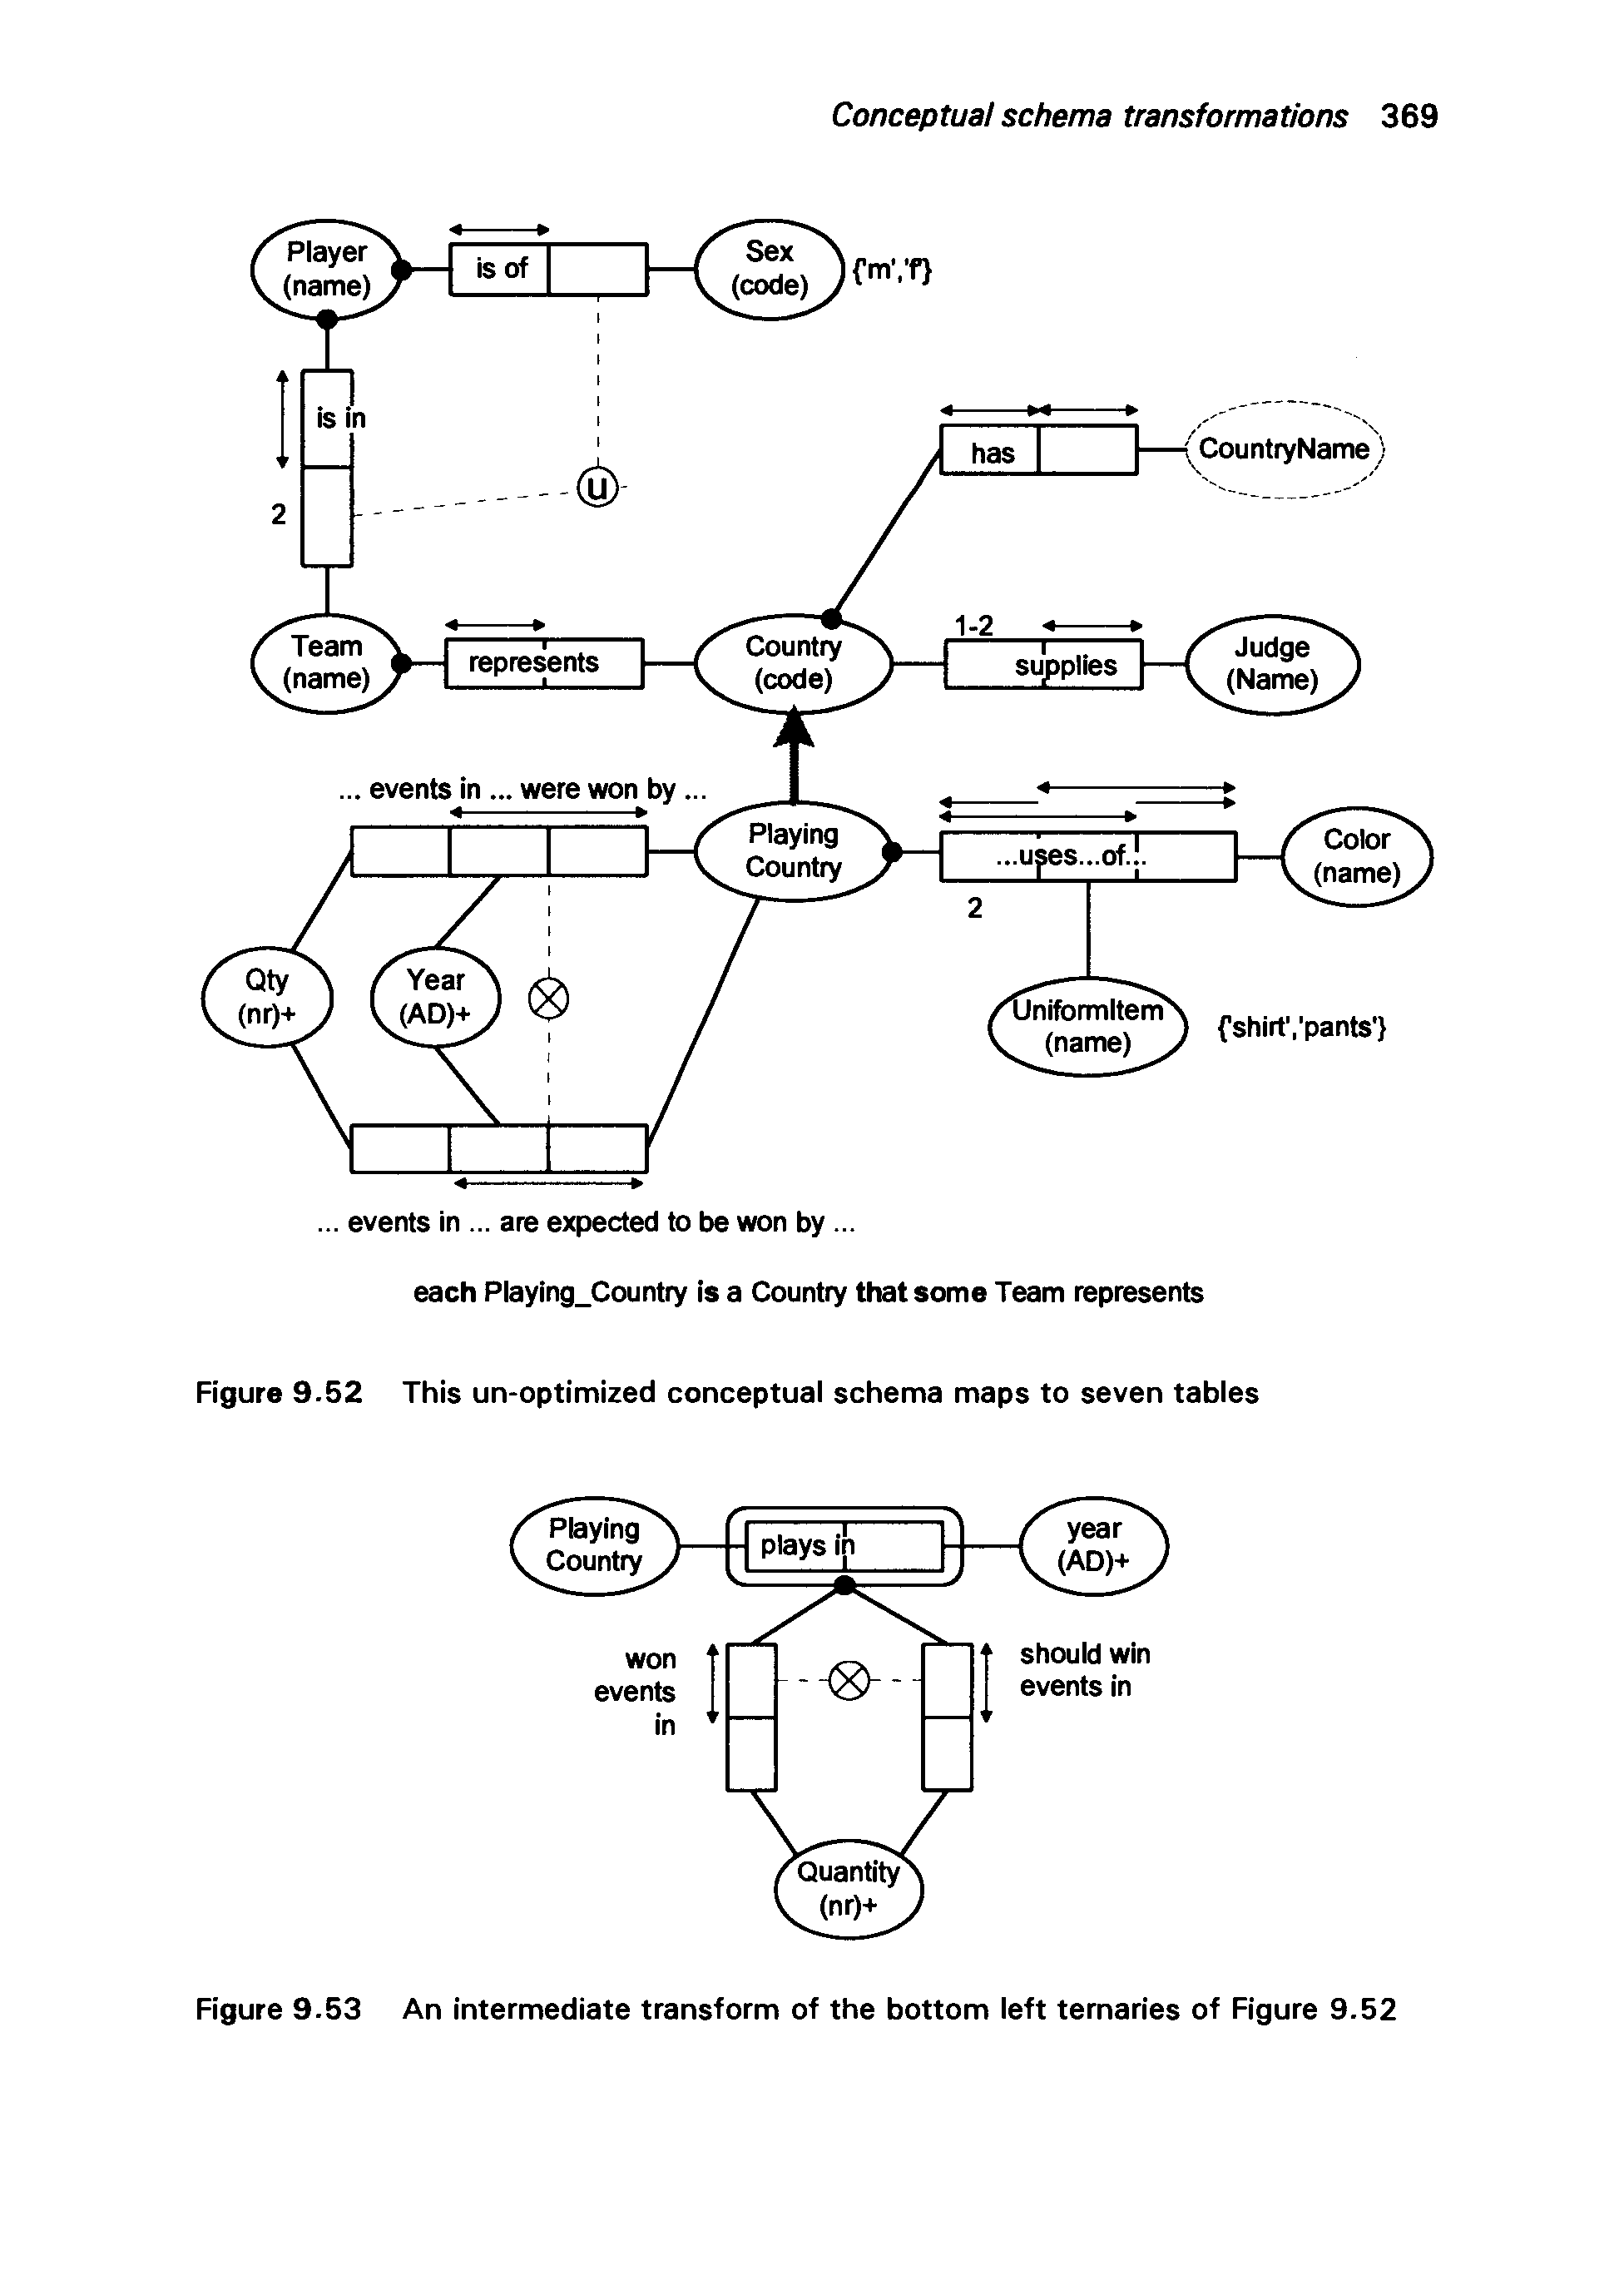 Conceptual schema transformations 369
Player
(name)
is of
Sex
(code)
{'m','f'}
is in
2
U
has
CountryName
Team
(name)
represents
Country
(code)
1-2
supplies
Judge
(Name)
... events in ... were won by ...
Playing
Country
...uses...of...
2
Color
(name)
Qty
(nr)+
Year
(AD)+
UniformItem
(name)
{'shirt','pants'}
... events in ... are expected to be won by ...
each Playing_Country is a Country that some Team represents
Figure 9.52 This un-optimized conceptual schema maps to seven tables
Playing
Country
plays in
year
(AD)+
won
events
in
should win
events in
Quantity
(nr)+
Figure 9.53 An intermediate transform of the bottom left ternaries of Figure 9.52